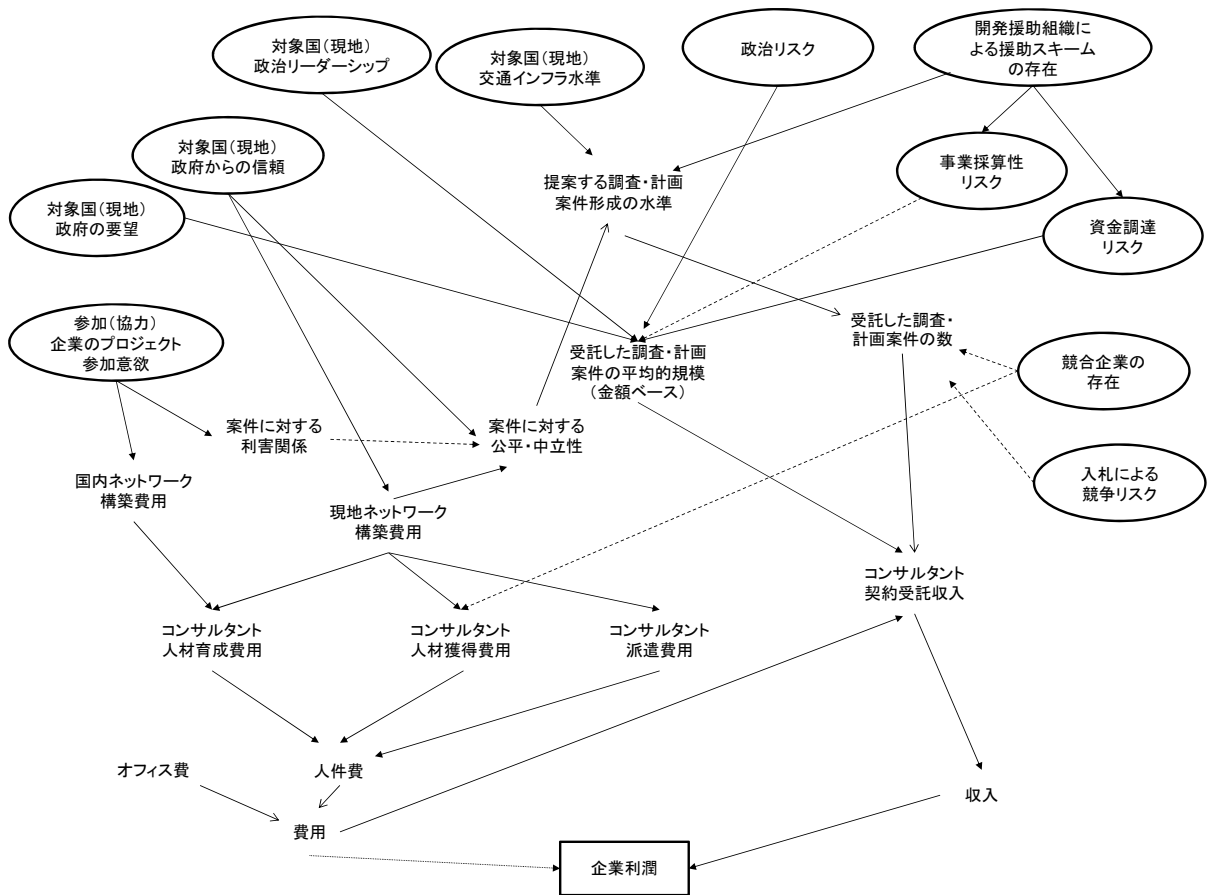 対象国(現地)
政治リーダーシップ
対象国(現地)
交通インフラ水準
政治リスク
開発援助組織に
よる援助スキーム
の存在
対象国(現地)
政府からの信頼
提案する調査・計画
案件形成の水準
事業採算性
リスク
対象国(現地)
政府の要望
資金調達
リスク
参加(協力)
企業のプロジェクト
参加意欲
受託した調査・計画
案件の平均的規模
(金額ベース)
受託した調査・
計画案件の数
競合企業の
存在
案件に対する
利害関係
案件に対する
公平・中立性
国内ネットワーク
構築費用
現地ネットワーク
構築費用
入札による
競争リスク
コンサルタント
契約受託収入
コンサルタント
人材育成費用
コンサルタント
人材獲得費用
コンサルタント
派遣費用
オフィス費
人件費
収入
費用
企業利潤